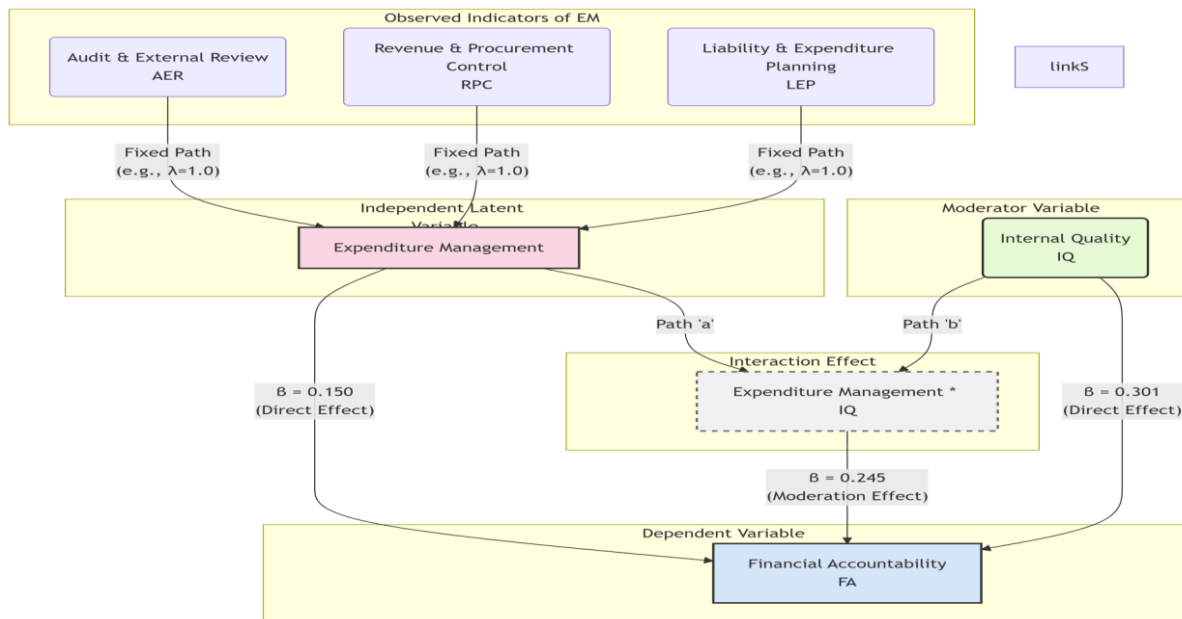 Observed Indicators of EM
Audit & External Review
AER
Revenue & Procurement
Control
RPC
Liability & Expenditure
Planning
LEP
linkS
Fixed Path
(e.g., λ=1.0)
Fixed Path
(e.g., λ=1.0)
Fixed Path
(e.g., λ=1.0)
Independent Latent
Variable
Expenditure Management
Moderator Variable
Internal Quality
IQ
Path 'a'
Path 'b'
Interaction Effect
Expenditure Management *
IQ
ß = 0.150
(Direct Effect)
ß = 0.301
(Direct Effect)
ß = 0.245
(Moderation Effect)
Dependent Variable
Financial Accountability
FA